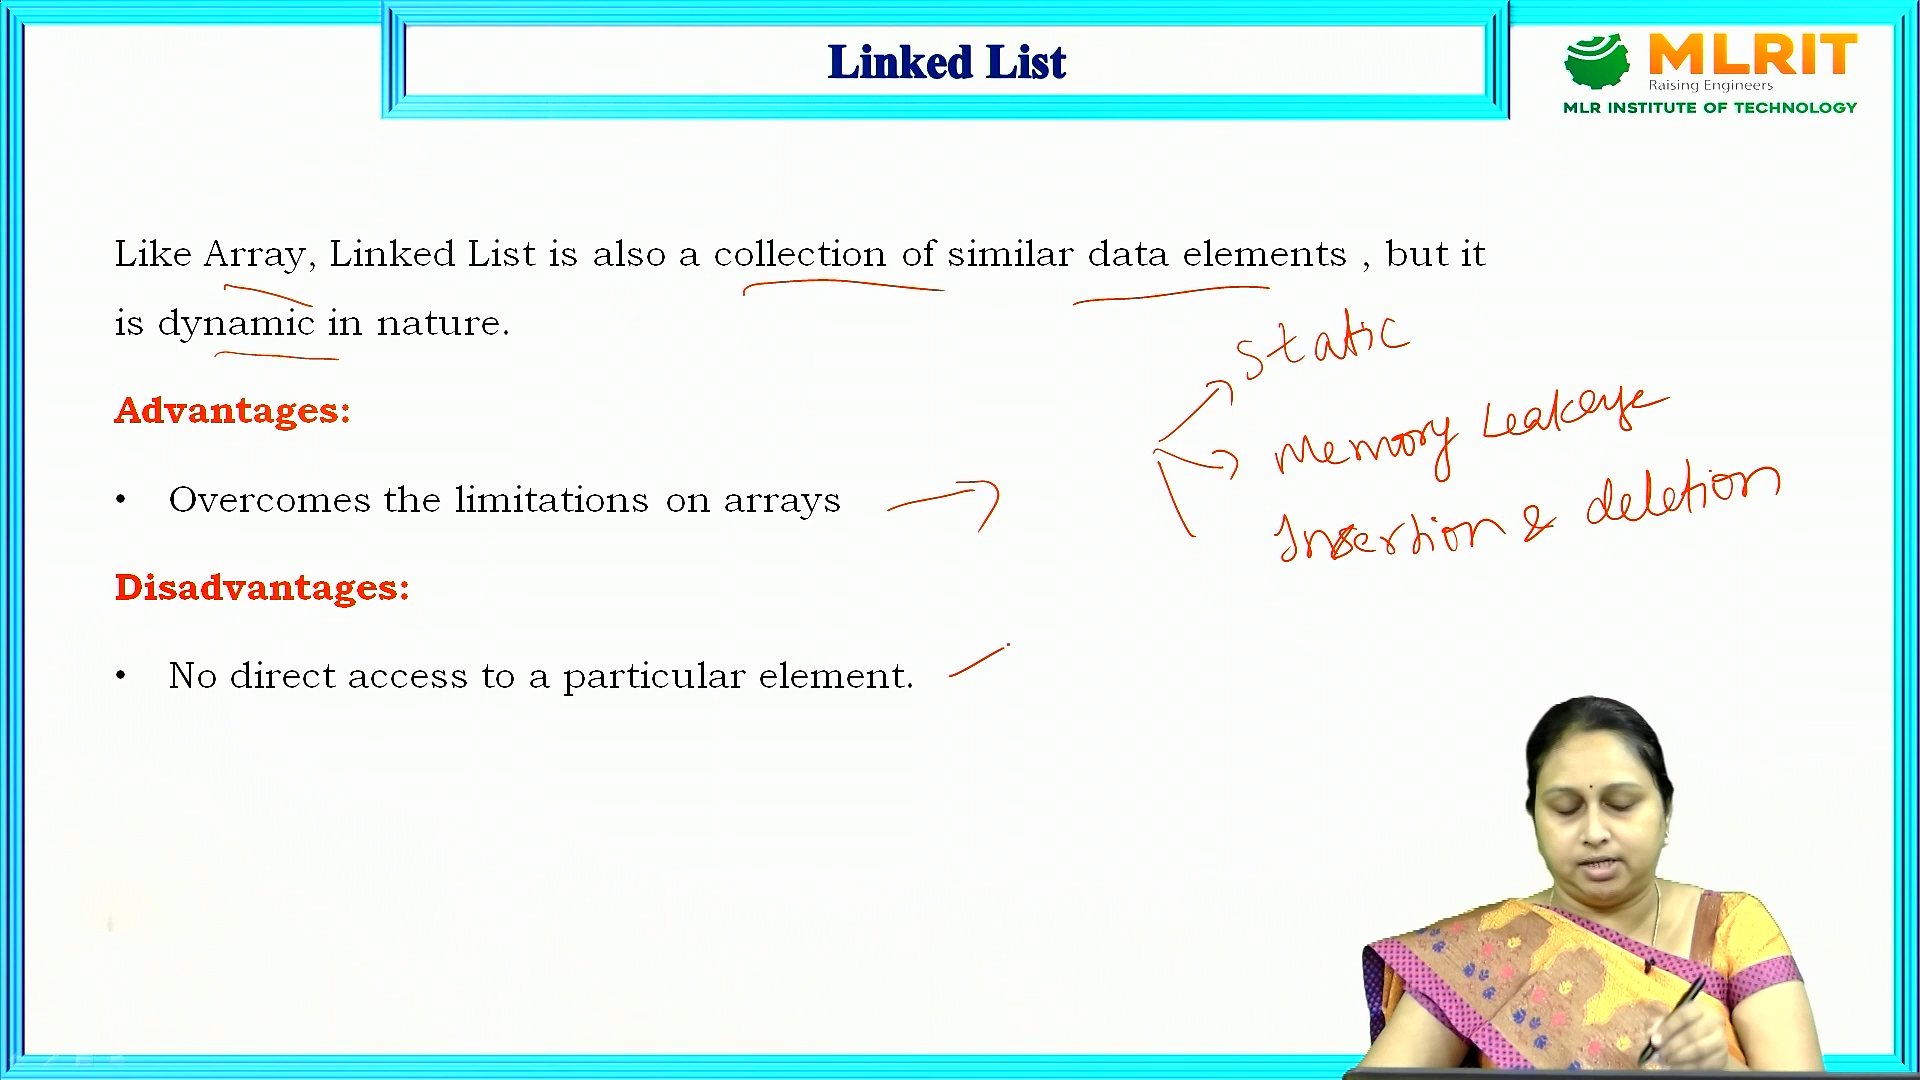 Linked List
MLRIT
Raising Engineers
MLR INSTITUTE OF TECHNOLOGY
Like Array, Linked List is also a collection of similar data elements , but it
is dynamic in nature.
Static
Advantages:
Memory Leakage
• Overcomes the limitations on arrays
Insertion & deletion
Disadvantages:
• No direct access to a particular element.